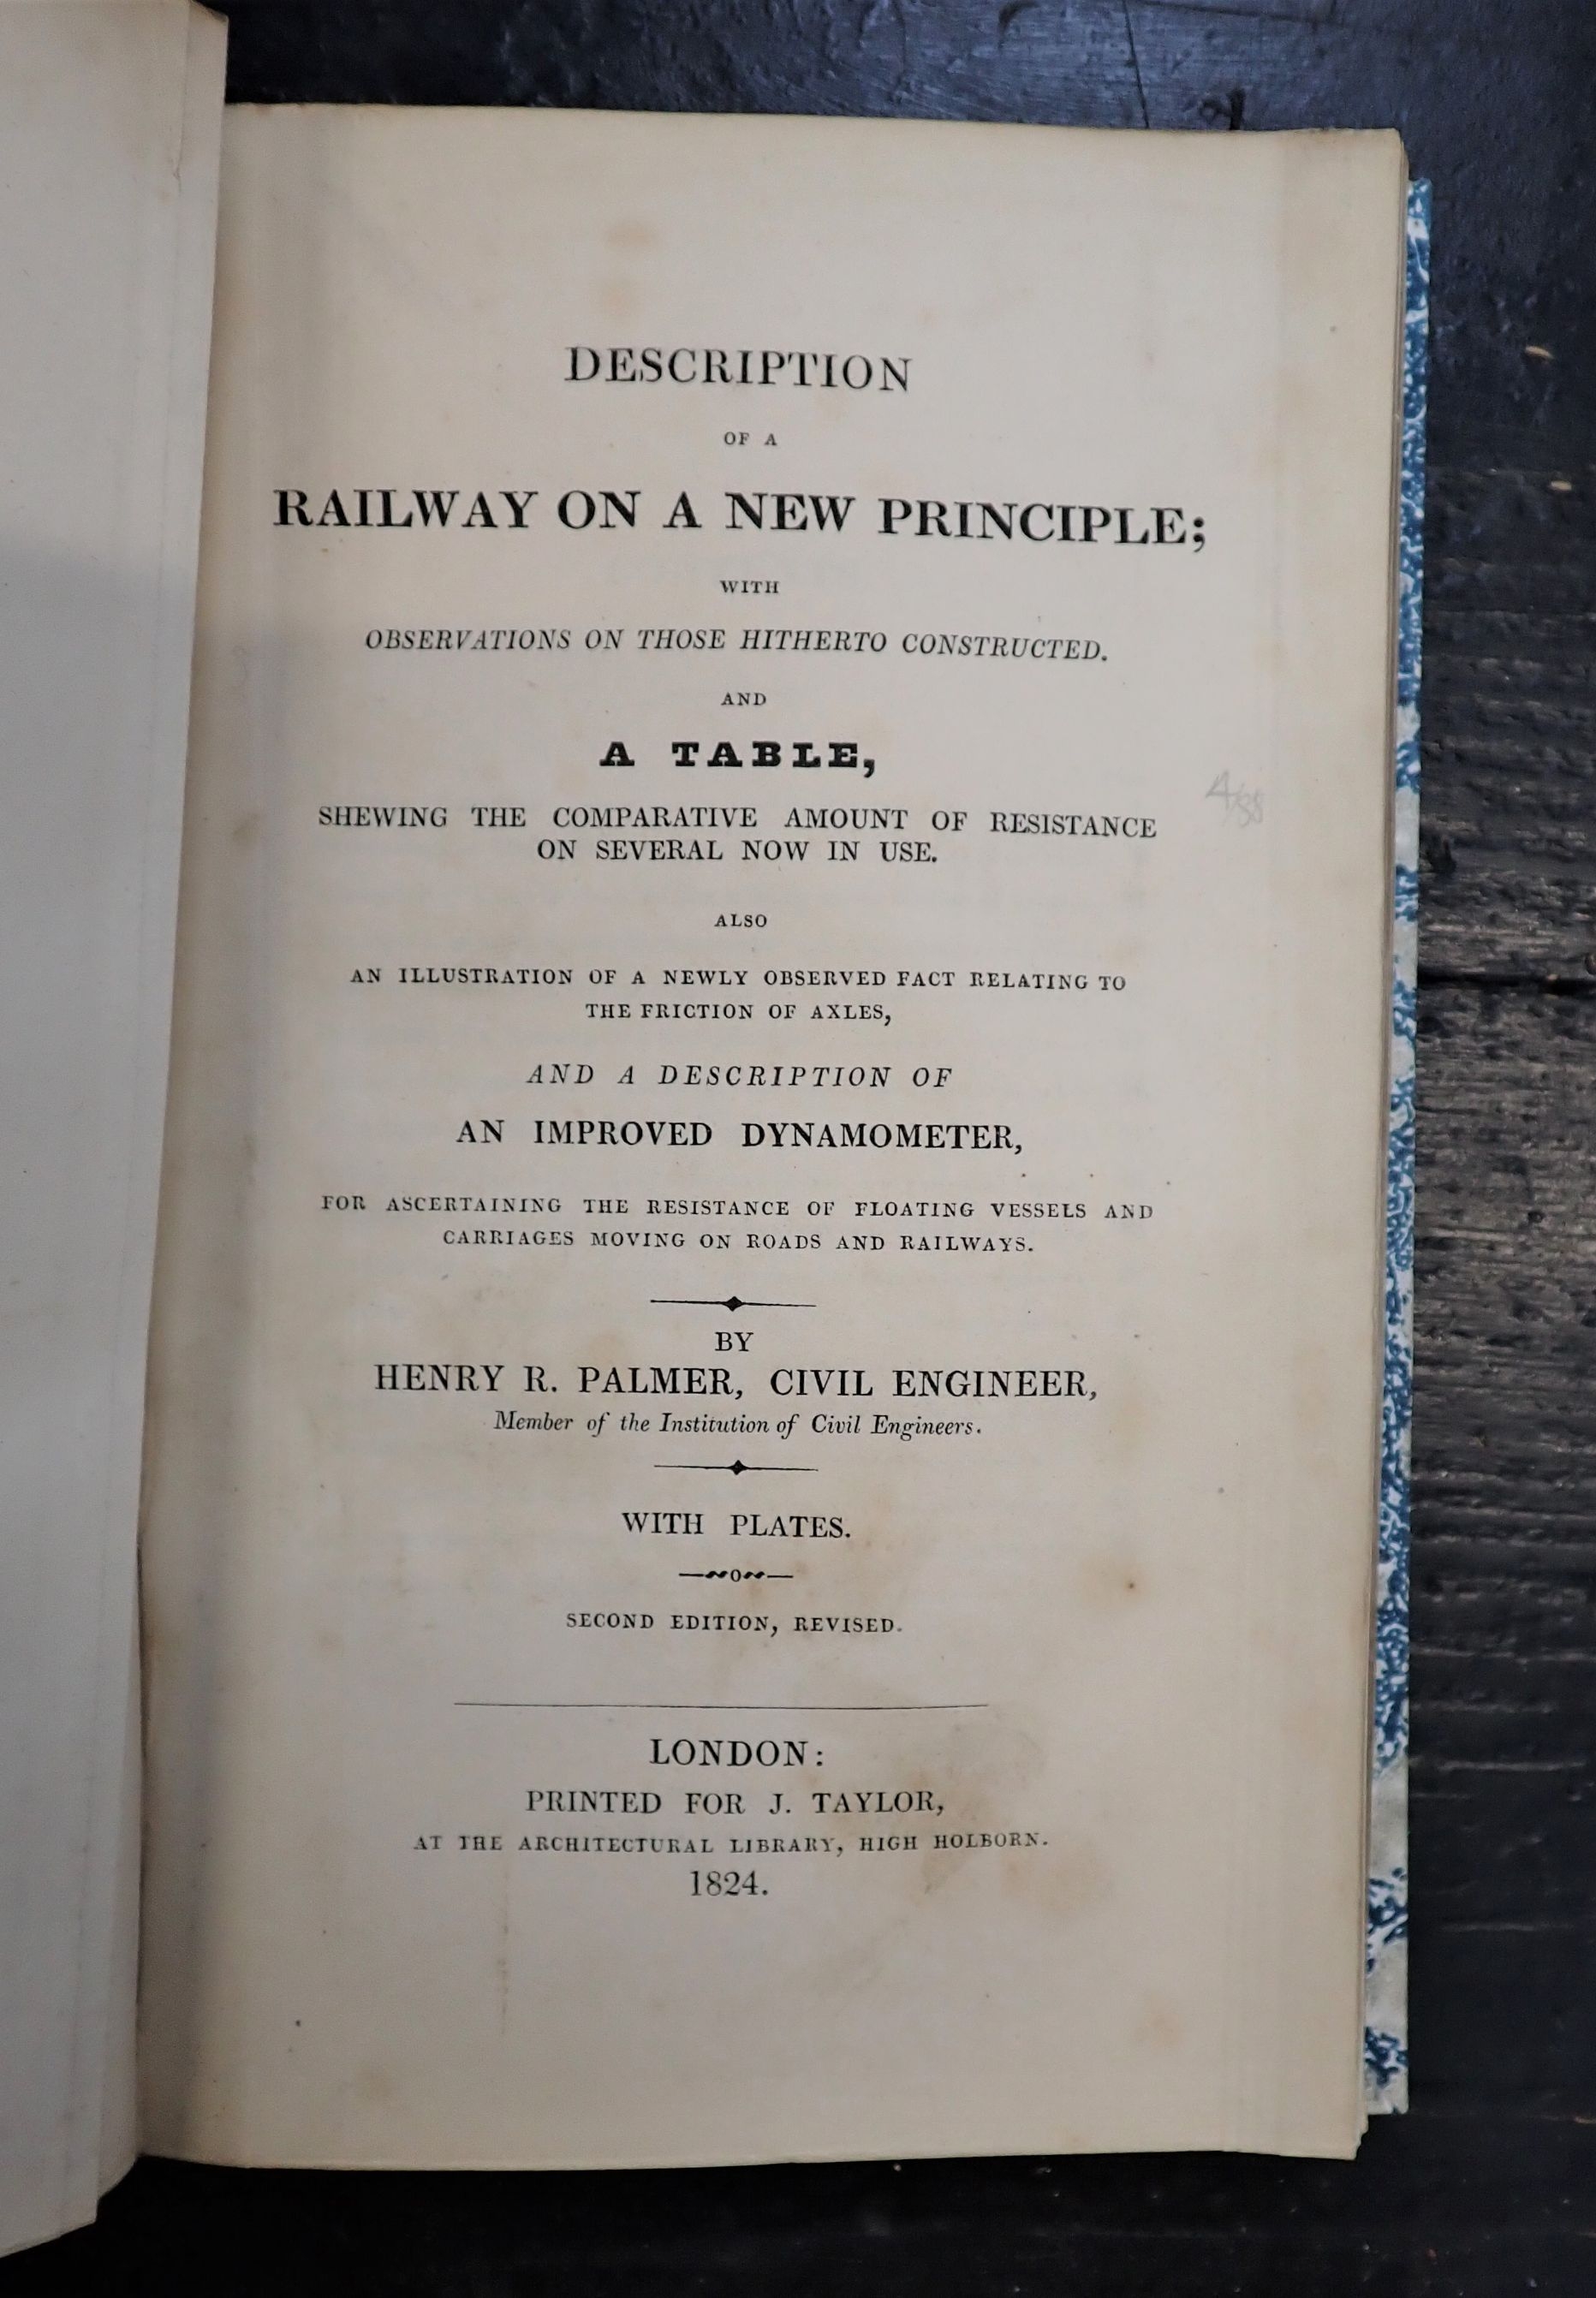 DESCRIPTION
OF A
RAILWAY ON A NEW PRINCIPLE;
WITH
OBSERVATIONS ON THOSE HITHERTO CONSTRUCTED.
AND
A TABLE,
SHEWING THE COMPARATIVE AMOUNT OF RESISTANCE
ON SEVERAL NOW IN USE.
ALSO
AN ILLUSTRATION OF A NEWLY OBSERVED FACT RELATING TO
THE FRICTION OF AXLES,
AND A DESCRIPTION OF
AN IMPROVED DYNAMOMETER,
FOR ASCERTAINING THE RESISTANCE OF FLOATING VESSELS AND
CARRIAGES MOVING ON ROADS AND RAILWAYS.
BY
HENRY R. PALMER, CIVIL ENGINEER,
Member of the Institution of Civil Engineers.
WITH PLATES.
SECOND EDITION, REVISED.
LONDON:
PRINTED FOR J. TAYLOR,
AT THE ARCHITECTURAL LIBRARY, HIGH HOLBORN.
1824.